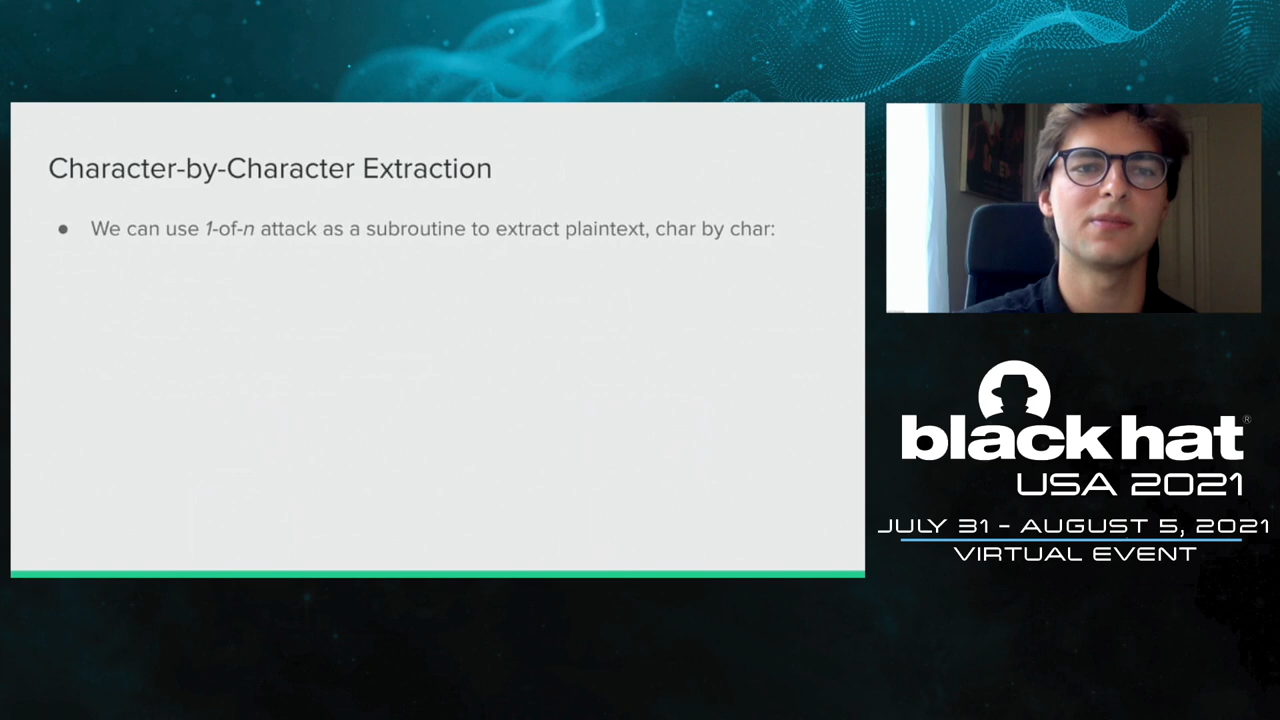 Character-by-Character Extraction
● We can use 1-of-n attack as a subroutine to extract plaintext, char by char:
black hat®
USA 2021
JULY 31 - AUGUST 5, 2021
VIRTUAL EVENT